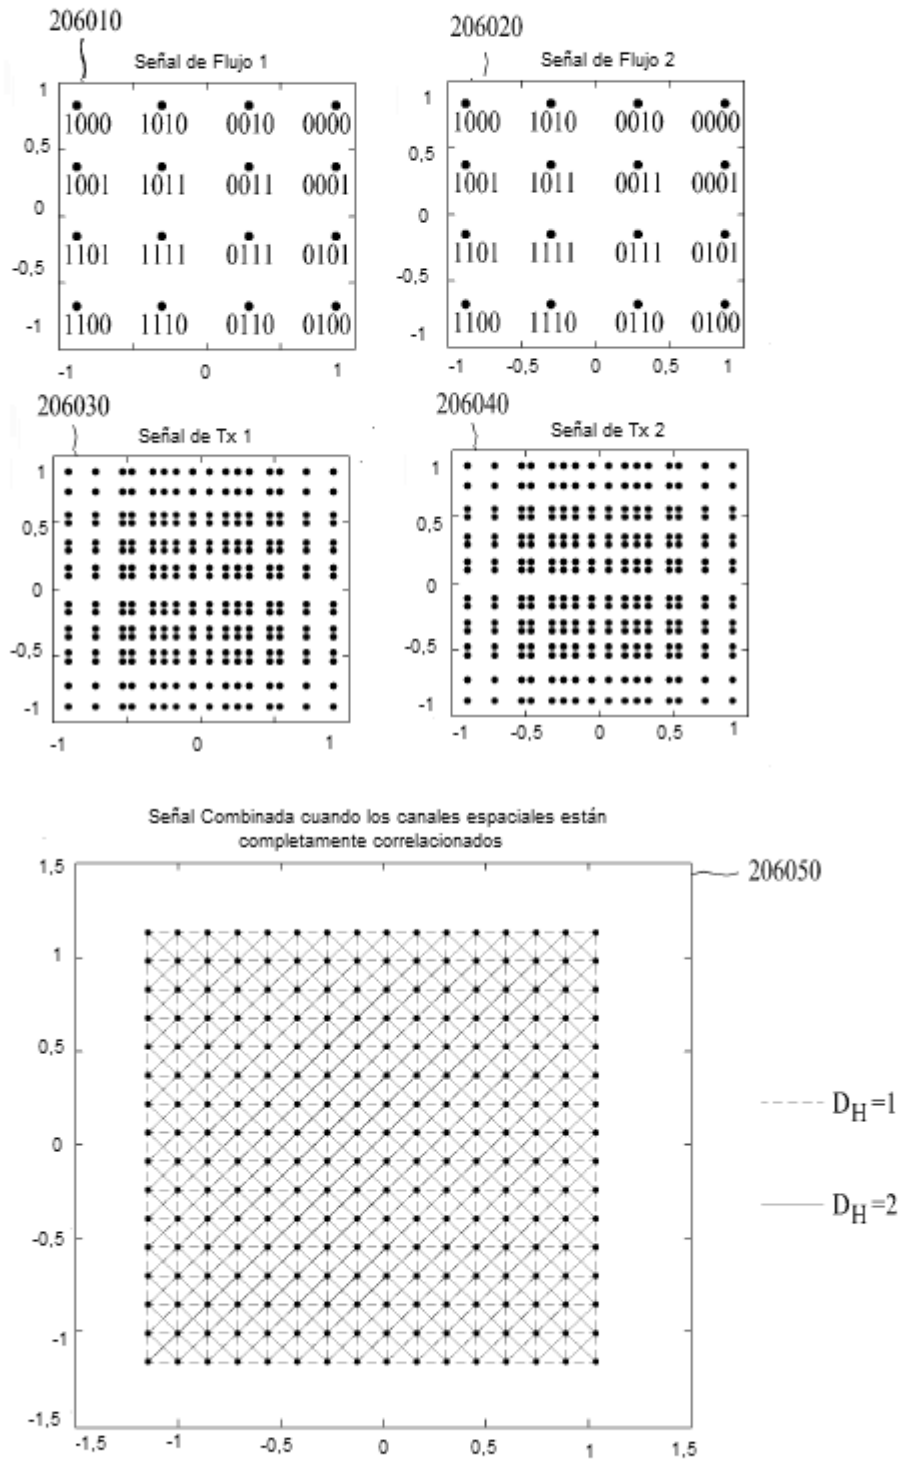 206010
206020
Señal de Flujo 1
Señal de Flujo 2
1
0,5
0
-0,5
-1
1000 1010 0010 0000
1001 1011 0011 0001
1101 1111 0111 0101
1100 1110 0110 0100
-1 0 1
1
0,5
0
-0,5
-1
1000 1010 0010 0000
1001 1011 0011 0001
1101 1111 0111 0101
1100 1110 0110 0100
-1 -0,5 0 0,5 1
206030
206040
Señal de Tx 1
Señal de Tx 2
1
0,5
0
-0,5
-1
-1 0 1
1
0,5
0
-0,5
-1
-1 -0,5 0 0,5 1
Señal Combinada cuando los canales espaciales están
completamente correlacionados
206050
1,5
1
0,5
0
-0,5
-1
-1,5
-1,5 -1 -0,5 0 0,5 1 1,5
D_H=1
D_H=2